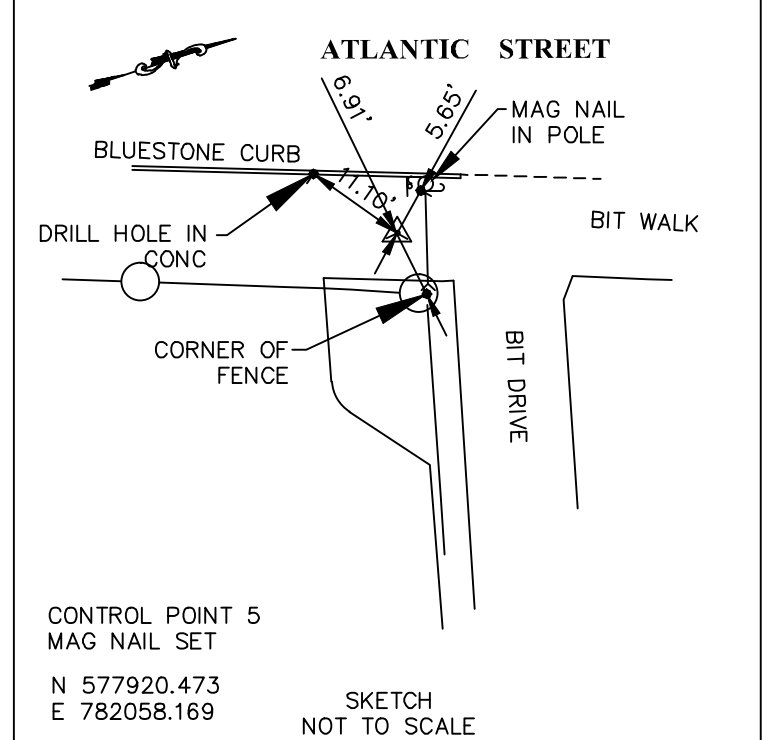 ATLANTIC STREET
6.91'
5.65'
MAG NAIL
IN POLE
BLUESTONE CURB
11.10'
BIT WALK
DRILL HOLE IN
CONC
CORNER OF
FENCE
BIT DRIVE
CONTROL POINT 5
MAG NAIL SET
N 577920.473
E 782058.169
SKETCH
NOT TO SCALE